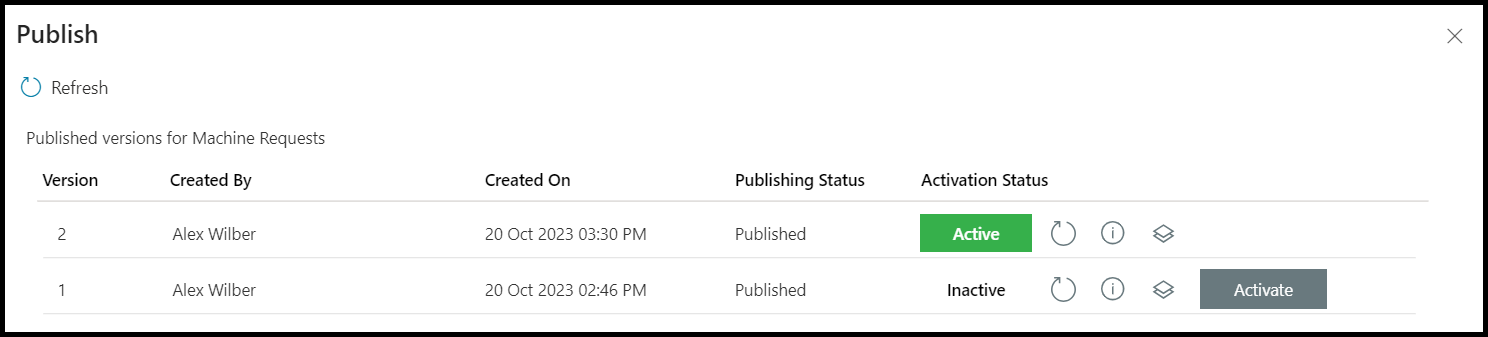 Publish
Refresh
Published versions for Machine Requests
Version Created By Created On Publishing Status Activation Status
2 Alex Wilber 20 Oct 2023 03:30 PM Published Active
1 Alex Wilber 20 Oct 2023 02:46 PM Published Inactive Activate